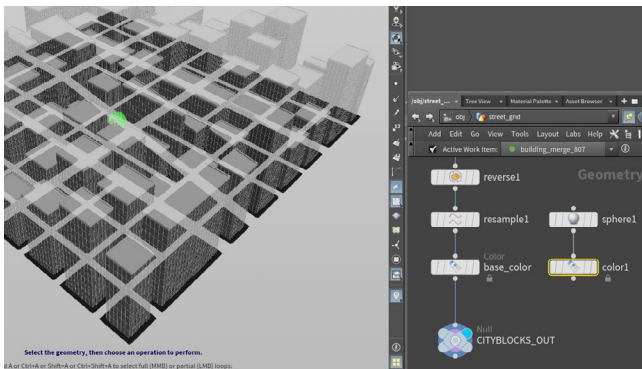 /obj/street_... Tree View Material Palette Asset Browser
obj street_grid
Add Edit Go View Tools Layout Labs Help
Active Work Item: building_merge_807
Geometry
reverse1
resample1
sphere1
Color
base_color
color1
Null
CITYBLOCKS_OUT
Select the geometry, then choose an operation to perform.
A or Ctrl+A or Shift+A or Ctrl+Shift+A to select full (MMB) or partial (LMB) loops.